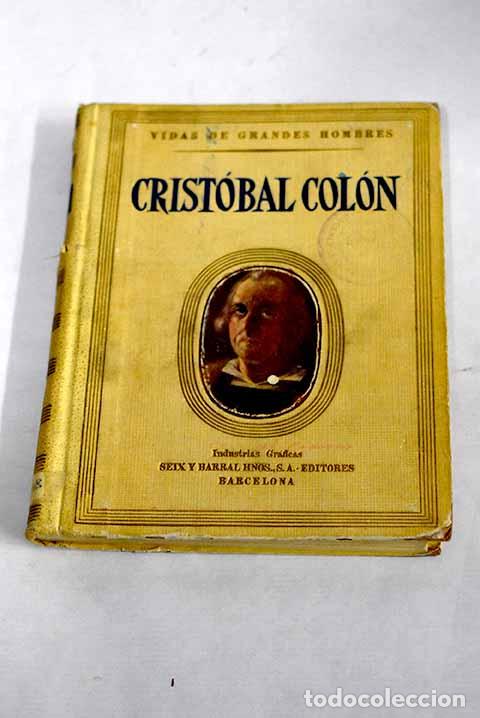 VIDAS DE GRANDES HOMBRES
CRISTÓBAL COLÓN
Industrias Gráficas
SEIX Y BARRAL HNOS., S.A.-EDITORES
BARCELONA
todocoleccion